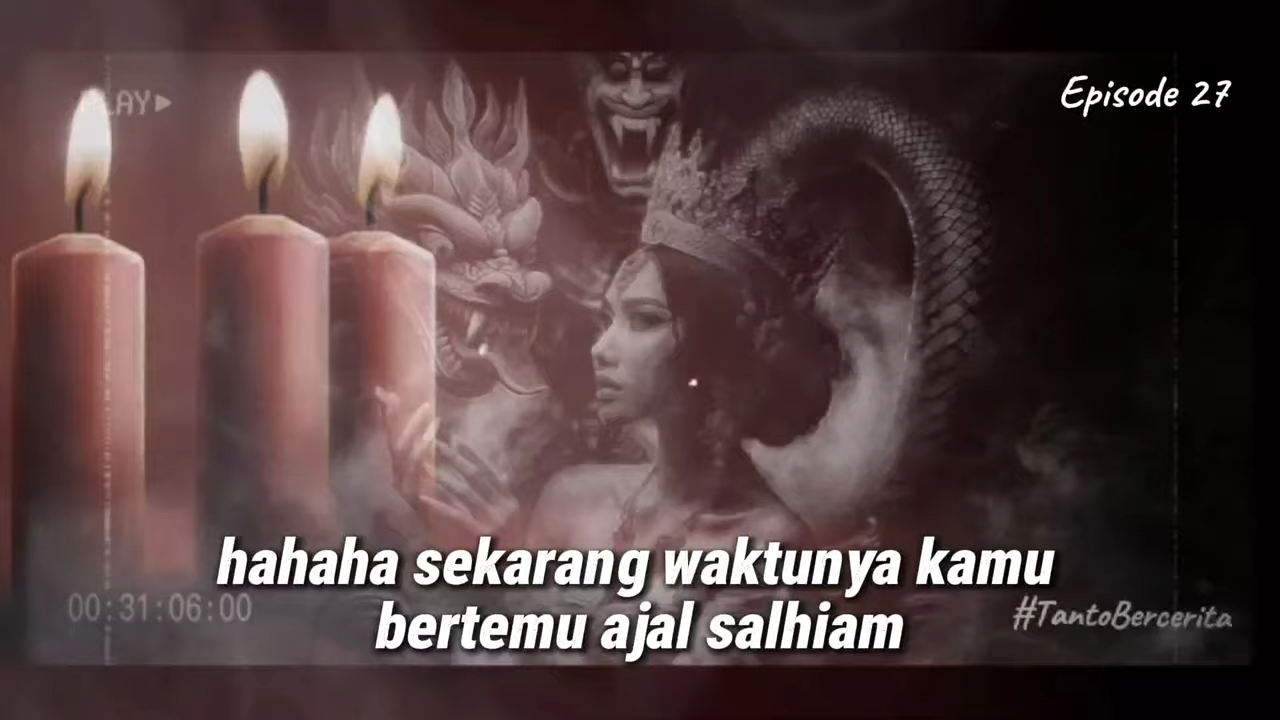 Episode 27
PLAY
hahaha sekarang waktunya kamu
bertemu ajal salhiam
00:31:06:00
#TantoBercerita